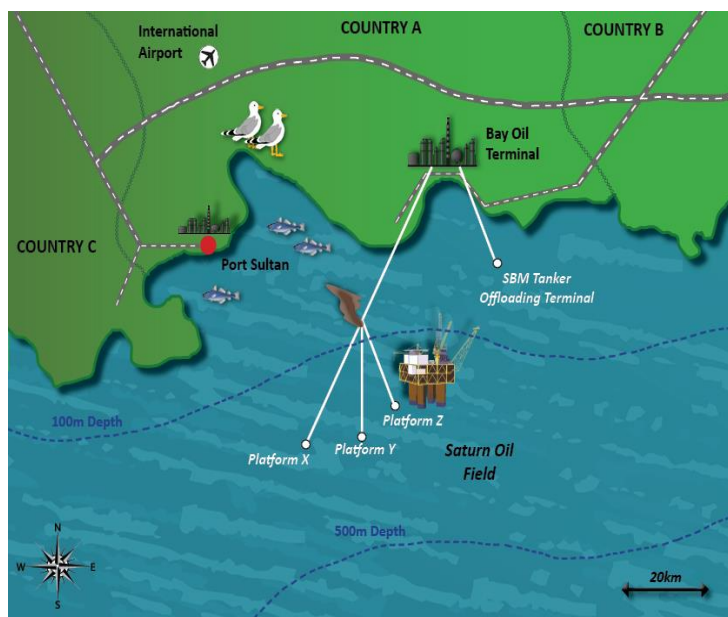 International
Airport
COUNTRY A
COUNTRY B
Bay Oil
Terminal
COUNTRY C
Port Sultan
SBM Tanker
Offloading Terminal
100m Depth
Platform Z
Platform X
Platform Y
Saturn Oil
Field
500m Depth
N
W
E
S
20km